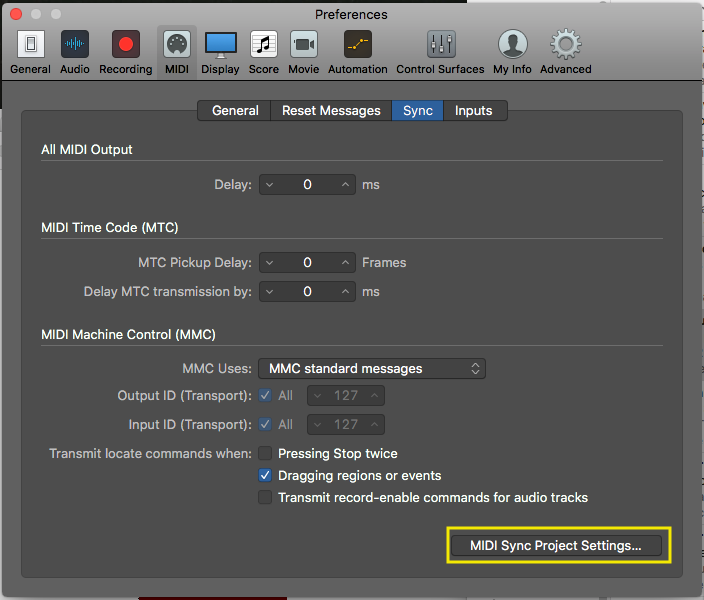 Preferences
General Audio Recording MIDI Display Score Movie Automation Control Surfaces My Info Advanced
General Reset Messages Sync Inputs
All MIDI Output
Delay: 0 ms
MIDI Time Code (MTC)
MTC Pickup Delay: 0 Frames
Delay MTC transmission by: 0 ms
MIDI Machine Control (MMC)
MMC Uses: MMC standard messages
Output ID (Transport): All 127
Input ID (Transport): All 127
Transmit locate commands when: Pressing Stop twice
Dragging regions or events
Transmit record-enable commands for audio tracks
MIDI Sync Project Settings...